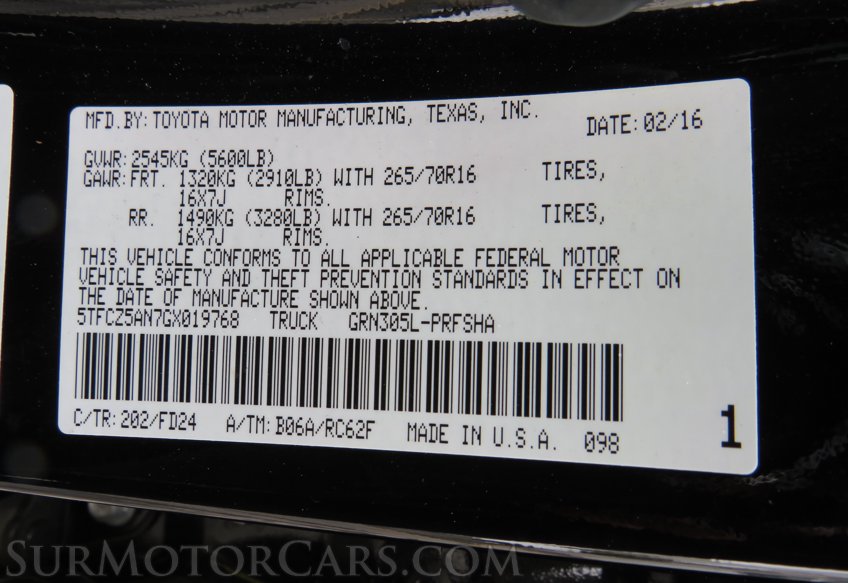 MFD.BY: TOYOTA MOTOR MANUFACTURING, TEXAS, INC. DATE: 02/16
GVWR: 2545KG (5600LB)
GAWR: FRT. 1320KG (2910LB) WITH 265/70R16 TIRES,
16X7J RIMS.
RR. 1490KG (3280LB) WITH 265/70R16 TIRES,
16X7J RIMS.
THIS VEHICLE CONFORMS TO ALL APPLICABLE FEDERAL MOTOR
VEHICLE SAFETY AND THEFT PREVENTION STANDARDS IN EFFECT ON
THE DATE OF MANUFACTURE SHOWN ABOVE.
5TFCZ5AN7GX019768 TRUCK GRN305L-PRFSHA
C/TR: 202/FD24 A/TM: B06A/RC62F MADE IN U.S.A. 098 1
SURMOTORCARS.COM